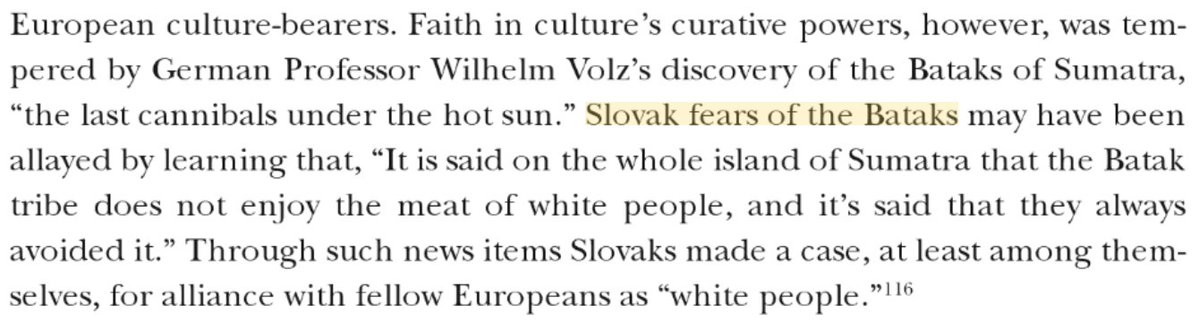 European culture-bearers. Faith in culture’s curative powers, however, was tem-
pered by German Professor Wilhelm Volz’s discovery of the Bataks of Sumatra,
“the last cannibals under the hot sun.” Slovak fears of the Bataks may have been
allayed by learning that, “It is said on the whole island of Sumatra that the Batak
tribe does not enjoy the meat of white people, and it’s said that they always
avoided it.” Through such news items Slovaks made a case, at least among them-
selves, for alliance with fellow Europeans as “white people.”¹¹⁶